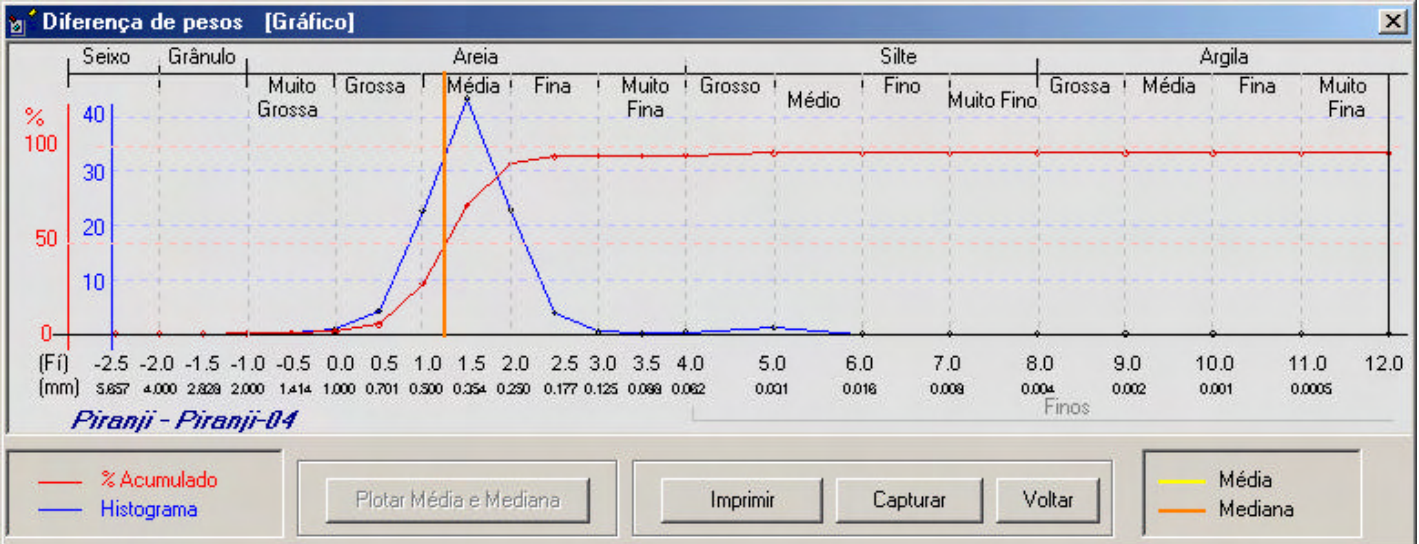 Diferença de pesos [Gráfico]
Seixo Grânulo Areia Silte Argila
Muito Grossa Grossa Média Fina Muito Fina Grosso Médio Fino Muito Fino Grossa Média Fina Muito Fina
% 40
100
30
20
50
10
0
(Fi) -2.5 -2.0 -1.5 -1.0 -0.5 0.0 0.5 1.0 1.5 2.0 2.5 3.0 3.5 4.0 5.0 6.0 7.0 8.0 9.0 10.0 11.0 12.0
(mm) 5.657 4.000 2.828 2.000 1.414 1.000 0.701 0.500 0.354 0.250 0.177 0.125 0.088 0.062 0.031 0.016 0.008 0.004 0.002 0.001 0.0005
Finos
Piranji - Piranji-04
% Acumulado
Histograma
Plotar Média e Mediana
Imprimir
Capturar
Voltar
Média
Mediana